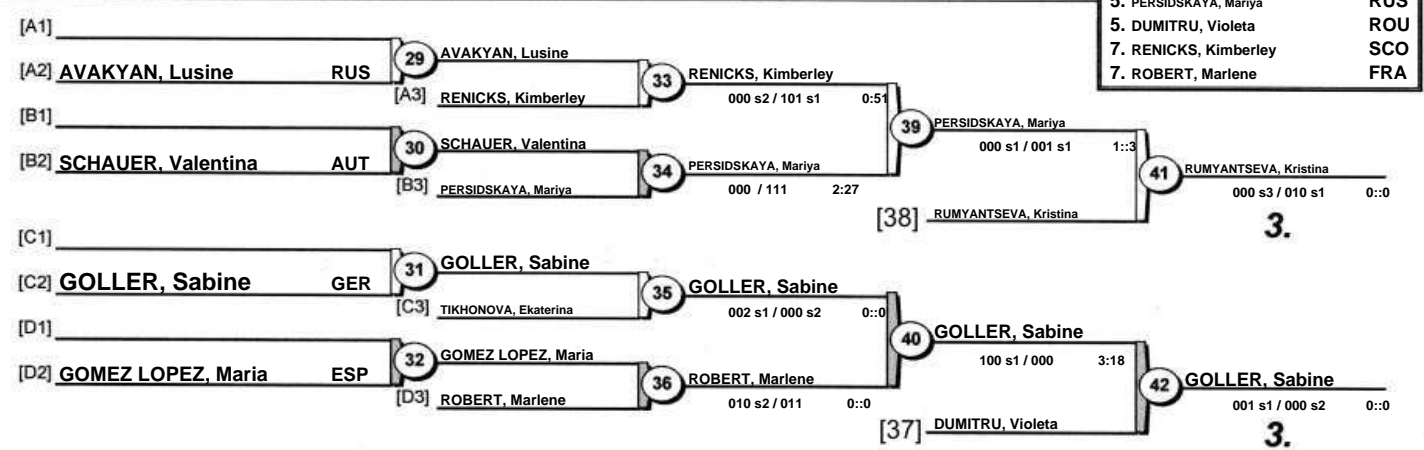 5. PERSIDSKAYA, Mariya RUS
5. DUMITRU, Violeta ROU
7. RENICKS, Kimberley SCO
7. ROBERT, Marlene FRA
[A1]
[A2] AVAKYAN, Lusine RUS
29
AVAKYAN, Lusine
[A3] RENICKS, Kimberley
33
RENICKS, Kimberley
000 s2 / 101 s1 0:51
[B1]
[B2] SCHAUER, Valentina AUT
30
SCHAUER, Valentina
[B3] PERSIDSKAYA, Mariya
34
PERSIDSKAYA, Mariya
000 / 111 2:27
39
PERSIDSKAYA, Mariya
000 s1 / 001 s1 1::3
[38] RUMYANTSEVA, Kristina
41
RUMYANTSEVA, Kristina
000 s3 / 010 s1 0::0
3.
[C1]
[C2] GOLLER, Sabine GER
31
GOLLER, Sabine
[C3] TIKHONOVA, Ekaterina
35
GOLLER, Sabine
002 s1 / 000 s2 0::0
[D1]
[D2] GOMEZ LOPEZ, Maria ESP
32
GOMEZ LOPEZ, Maria
[D3] ROBERT, Marlene
36
ROBERT, Marlene
010 s2 / 011 0::0
40
GOLLER, Sabine
100 s1 / 000 3:18
[37] DUMITRU, Violeta
42
GOLLER, Sabine
001 s1 / 000 s2 0::0
3.